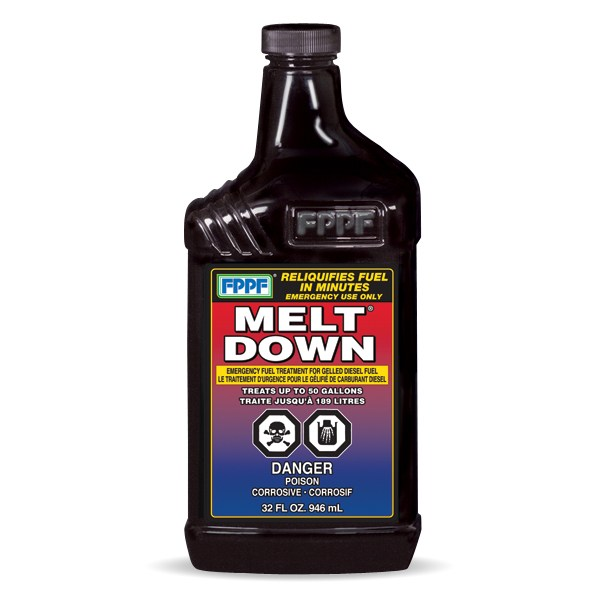 FPPF
FPPF®
RELIQUIFIES FUEL
IN MINUTES
EMERGENCY USE ONLY
MELT®
DOWN
EMERGENCY FUEL TREATMENT FOR GELLED DIESEL FUEL
LE TRAITEMENT D'URGENCE POUR LE GÉLIFIÉ DE CARBURANT DIESEL
TREATS UP TO 50 GALLONS
TRAITE JUSQU'À 189 LITRES
DANGER
POISON
CORROSIVE • CORROSIF
32 FL OZ. 946 mL